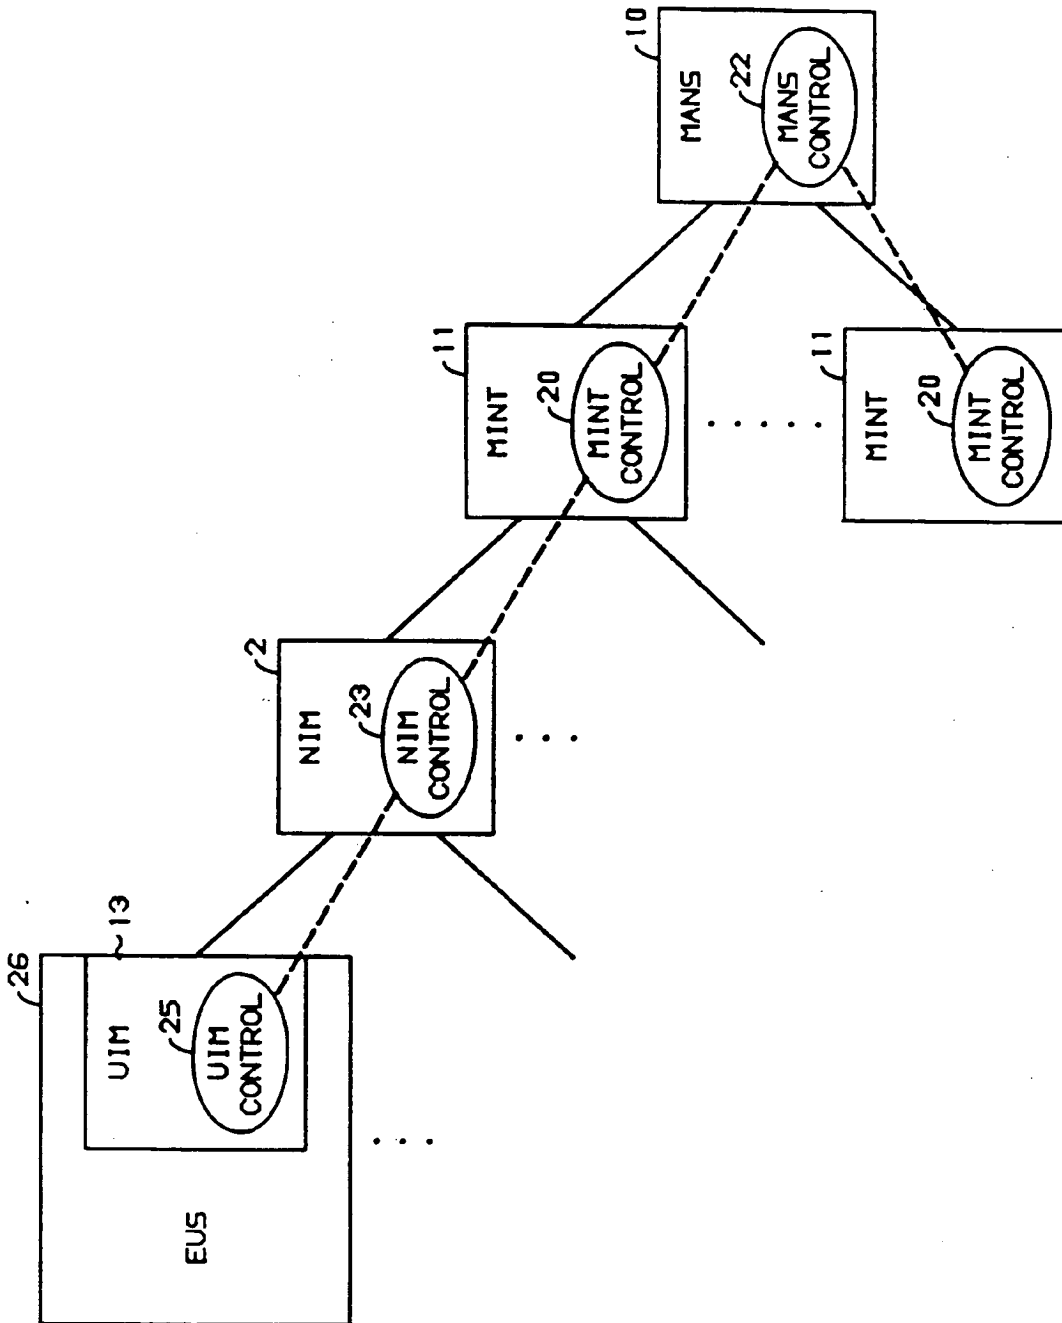 26
13
UIM
25
UIM
CONTROL
EUS
2
NIM
23
NIM
CONTROL
11
MINT
20
MINT
CONTROL
10
MANS
22
MANS
CONTROL
11
MINT
20
MINT
CONTROL